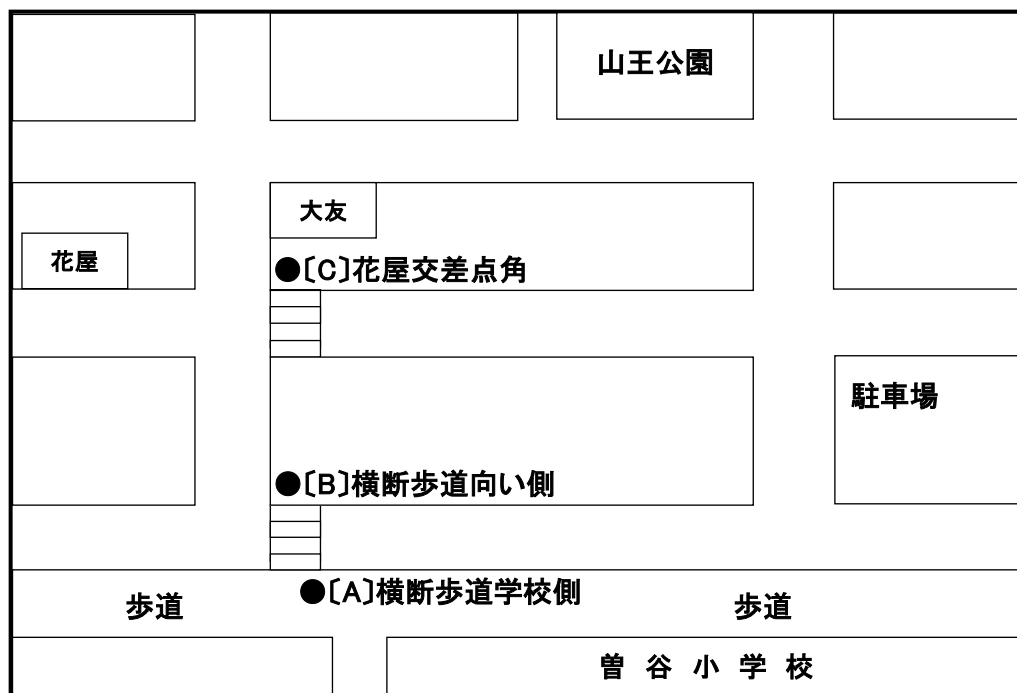 山王公園
大友
花屋
●〔C〕花屋交差点角
駐車場
●〔B〕横断歩道向い側
●〔A〕横断歩道学校側
歩道
歩道
曽谷小学校